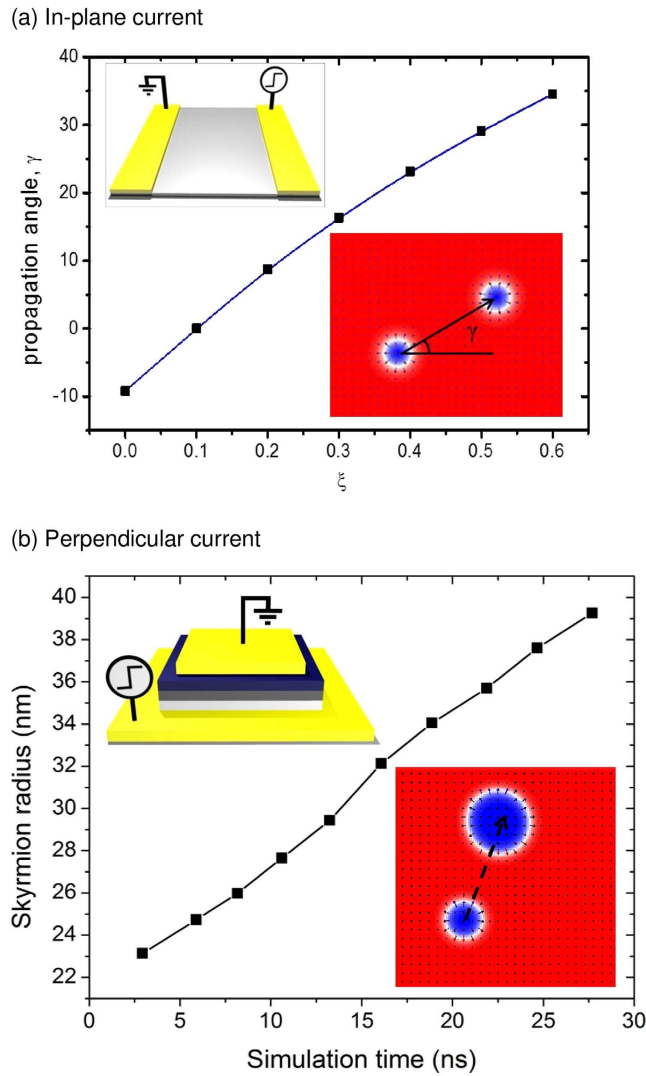 (a) In-plane current
40
30
20
10
0
-10
propagation angle, γ
γ
0.0 0.1 0.2 0.3 0.4 0.5 0.6
ξ
(b) Perpendicular current
40
38
36
34
32
30
28
26
24
22
Skyrmion radius (nm)
0 5 10 15 20 25 30
Simulation time (ns)